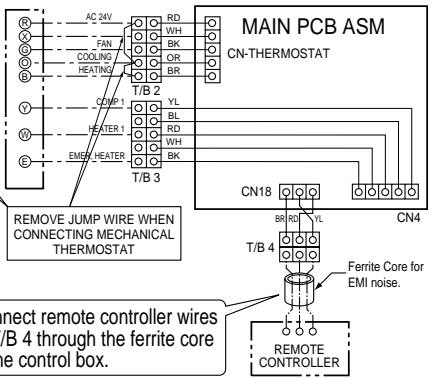 AC 24V
RD
MAIN PCB ASM
R
X
WH
CN-THERMOSTAT
G
FAN
BK
O
COOLING
OR
B
HEATING
BR
T/B 2
Y
COMP 1
YL
BL
W
HEATER 1
RD
WH
E
EMER. HEATER
BK
T/B 3
CN18
CN4
REMOVE JUMP WIRE WHEN
CONNECTING MECHANICAL
THERMOSTAT
BR RD YL
T/B 4
Ferrite Core for
EMI noise.
nnect remote controller wires
T/B 4 through the ferrite core
he control box.
REMOTE
CONTROLLER